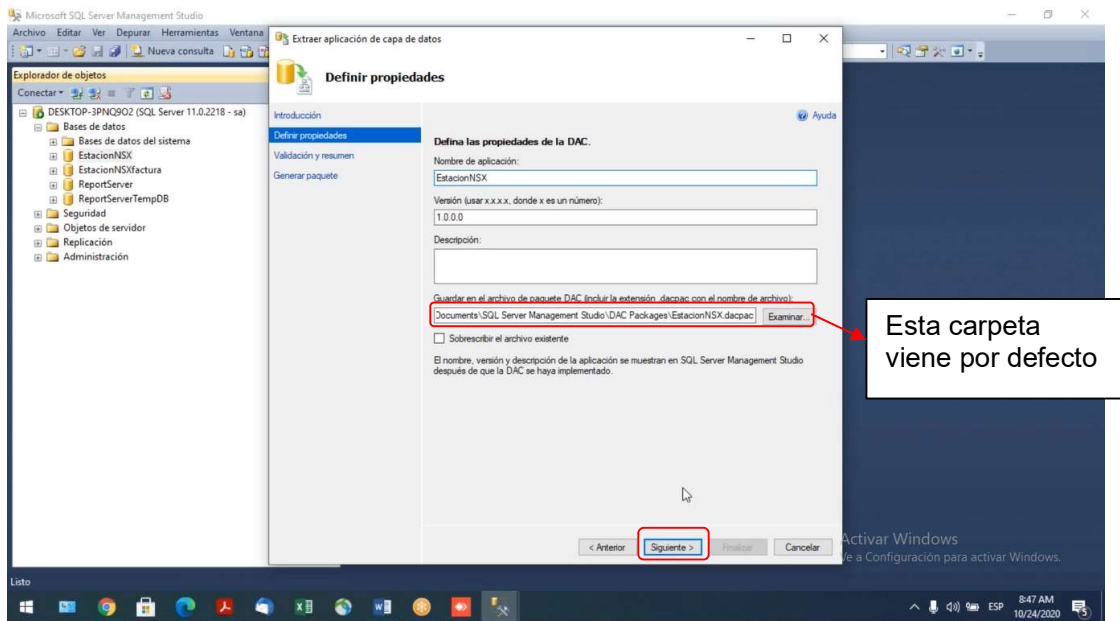 Microsoft SQL Server Management Studio
Archivo Editar Ver Depurar Herramientas Ventana
Nueva consulta
Explorador de objetos
Conectar
DESKTOP-3PNQ9O2 (SQL Server 11.0.2218 - sa)
Bases de datos
Bases de datos del sistema
EstacionNSX
EstacionNSXfactura
ReportServer
ReportServerTempDB
Seguridad
Objetos de servidor
Replicación
Administración
Listo
Extraer aplicación de capa de datos
Definir propiedades
Introducción
Definir propiedades
Validación y resumen
Generar paquete
Ayuda
Defina las propiedades de la DAC.
Nombre de aplicación:
EstacionNSX
Versión (usar x.x.x.x, donde x es un número):
1.0.0.0
Descripción:
Guardar en el archivo de paquete DAC (incluir la extensión .dacpac con el nombre de archivo):
Documents\SQL Server Management Studio\DAC Packages\EstacionNSX.dacpac
Examinar...
Sobrescribir el archivo existente
El nombre, versión y descripción de la aplicación se muestran en SQL Server Management Studio
después de que la DAC se haya implementado.
< Anterior
Siguiente >
Finalizar
Cancelar
Esta carpeta
viene por defecto
Activar Windows
Ve a Configuración para activar Windows.
ESP
8:47 AM
10/24/2020
5